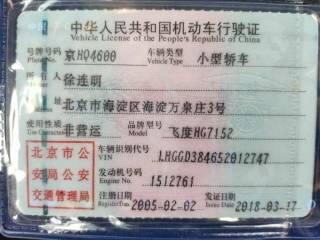 中华人民共和国机动车行驶证
Vehicle License of the People's Republic of China
号牌号码 京HQ4600 车辆类型 小型轿车
Plate No. Vehicle Type
所有人 徐连明
住址 北京市海淀区海淀万泉庄3号
使用性质 非营运 品牌型号 飞度HG7152
Use Character Model
北京市公 车辆识别代号 LHGGD384652012747
安局公安 VIN
交通管理局 发动机号码 1512761
Engine No.
注册日期 2005-02-02 发证日期 2018-03-17
Register Date Issue Date